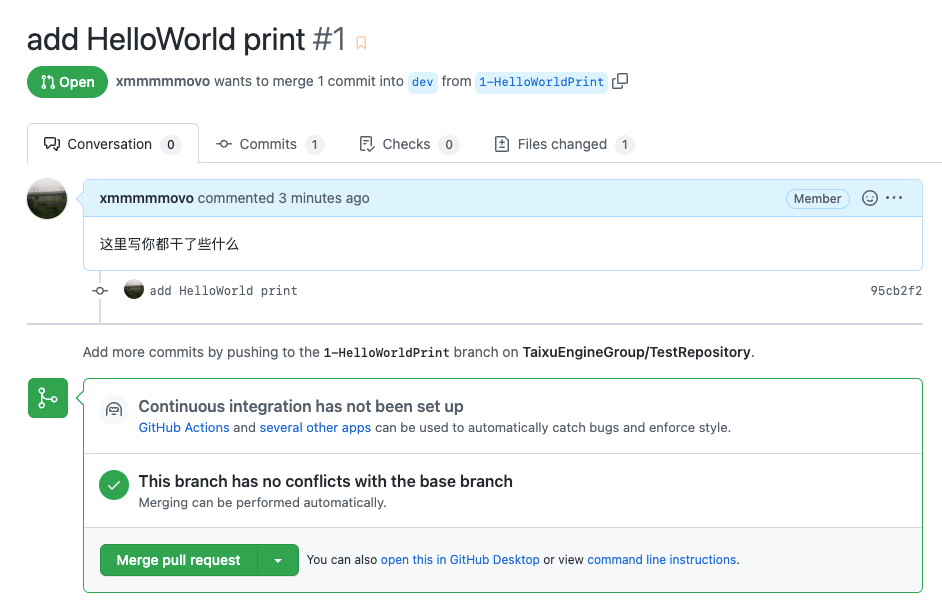 add HelloWorld print #1
Open xmmmmmovo wants to merge 1 commit into dev from 1-HelloWorldPrint
Conversation 0 Commits 1 Checks 0 Files changed 1
xmmmmmovo commented 3 minutes ago Member
这里写你都干了些什么
add HelloWorld print 95cb2f2
Add more commits by pushing to the 1-HelloWorldPrint branch on TaixuEngineGroup/TestRepository.
Continuous integration has not been set up
GitHub Actions and several other apps can be used to automatically catch bugs and enforce style.
This branch has no conflicts with the base branch
Merging can be performed automatically.
Merge pull request You can also open this in GitHub Desktop or view command line instructions.